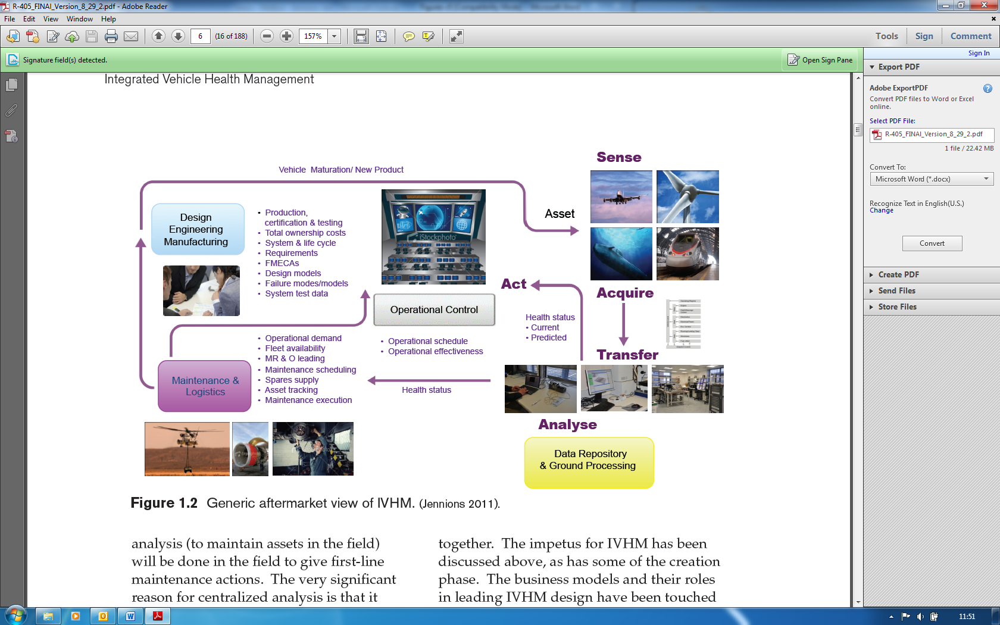 R-405_FINAl_Version_8_29_2.pdf - Adobe Reader
File Edit View Window Help
6 (16 of 188) 157% Tools Sign Comment
Signature field(s) detected. Open Sign Pane
Sign In
Export PDF
Adobe ExportPDF
Convert PDF files to Word or Excel
online.
Select PDF File:
R-405_FINAl_Version_8_29_2.pdf
1 file / 22.42 MB
Convert To:
Microsoft Word (*.docx)
Recognize Text in English(U.S.)
Change
Convert
Create PDF
Send Files
Store Files
Integrated Vehicle Health Management
Vehicle Maturation/ New Product
Sense
Asset
Design
Engineering
Manufacturing
• Production,
certification & testing
• Total ownership costs
• System & life cycle
• Requirements
• FMECAs
• Design models
• Failure modes/models
• System test data
iStockphoto
Act
Acquire
Operational Control
Health status
• Current
• Predicted
• Operational schedule
• Operational effectiveness
Transfer
Maintenance &
Logistics
• Operational demand
• Fleet availability
• MR & O leading
• Maintenance scheduling
• Spares supply
• Asset tracking
• Maintenance execution
Health status
Analyse
Data Repository
& Ground Processing
Figure 1.2 Generic aftermarket view of IVHM. (Jennions 2011).
analysis (to maintain assets in the field)
will be done in the field to give first-line
maintenance actions. The very significant
reason for centralized analysis is that it
together. The impetus for IVHM has been
discussed above, as has some of the creation
phase. The business models and their roles
in leading IVHM design have been touched
11:51